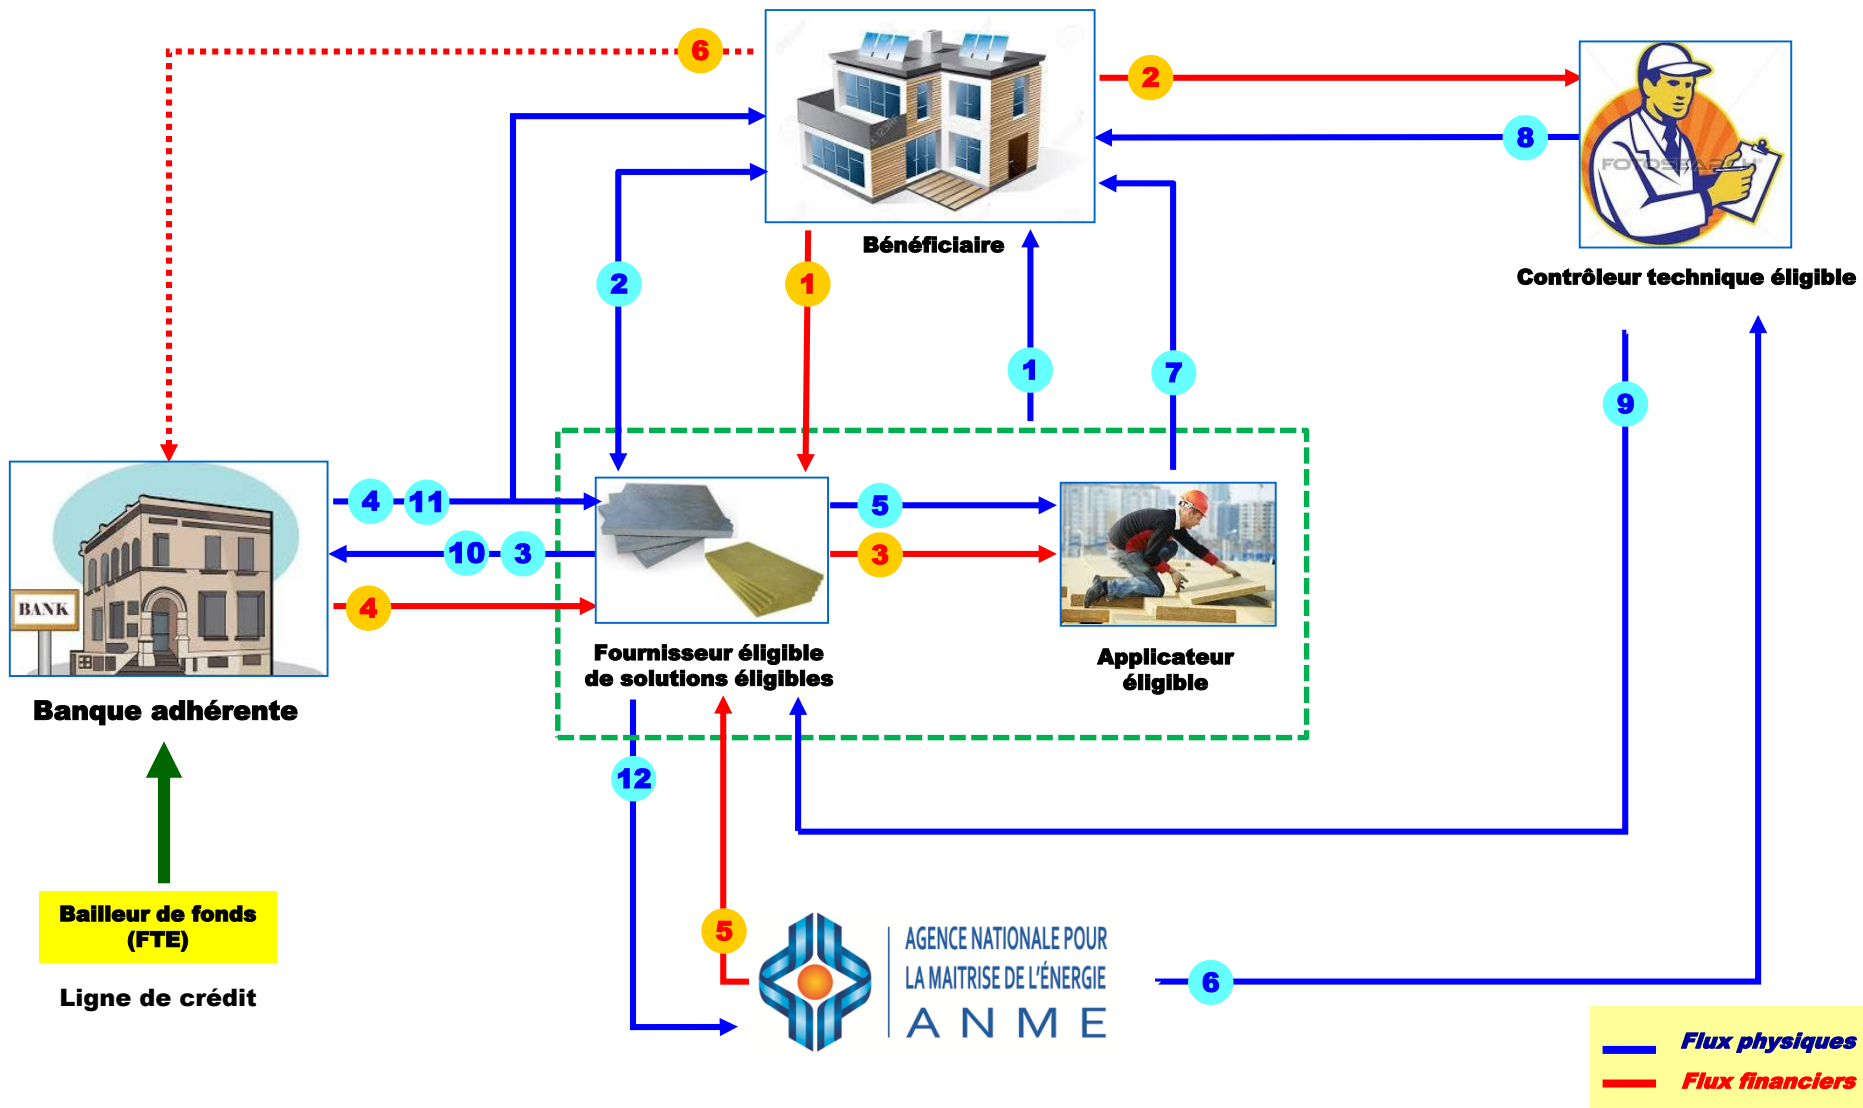 6
2
8
FOTOSEARCH
Bénéficiaire
Contrôleur technique éligible
2
1
1
7
9
4
11
5
10
3
3
4
BANK
Fournisseur éligible
de solutions éligibles
Applicateur
éligible
Banque adhérente
12
Bailleur de fonds
(FTE)
Ligne de crédit
5
AGENCE NATIONALE POUR
LA MAITRISE DE L'ÉNERGIE
ANME
6
Flux physiques
Flux financiers